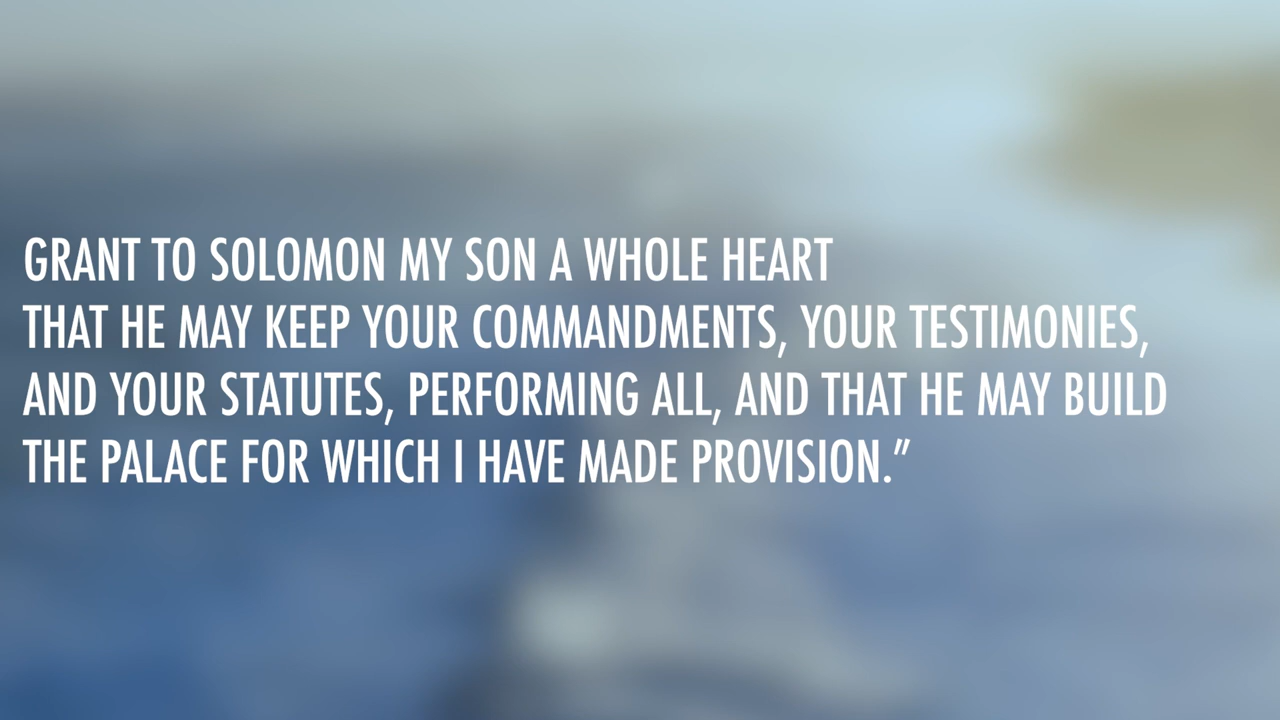 GRANT TO SOLOMON MY SON A WHOLE HEART
THAT HE MAY KEEP YOUR COMMANDMENTS, YOUR TESTIMONIES,
AND YOUR STATUTES, PERFORMING ALL, AND THAT HE MAY BUILD
THE PALACE FOR WHICH I HAVE MADE PROVISION.”